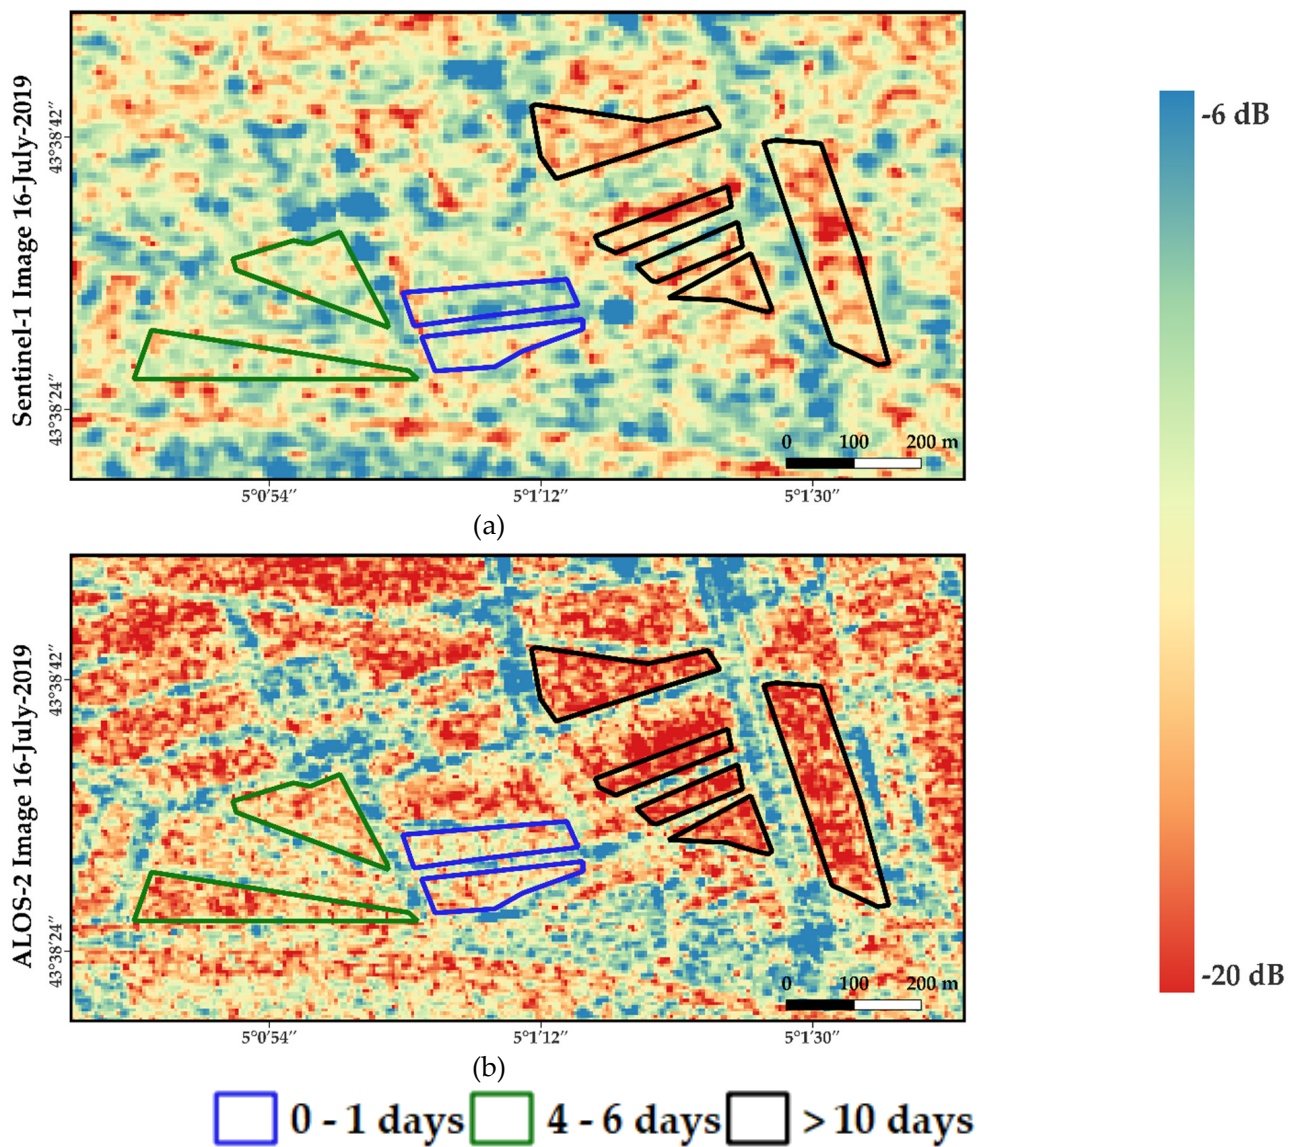 Sentinel-1 Image 16-July-2019
43°38′42′′
43°38′24′′
0 100 200 m
5°0′54′′ 5°1′12′′ 5°1′30′′
(a)
-6 dB
-20 dB
ALOS-2 Image 16-July-2019
43°38′42′′
43°38′24′′
0 100 200 m
5°0′54′′ 5°1′12′′ 5°1′30′′
(b)
0 - 1 days 4 - 6 days > 10 days